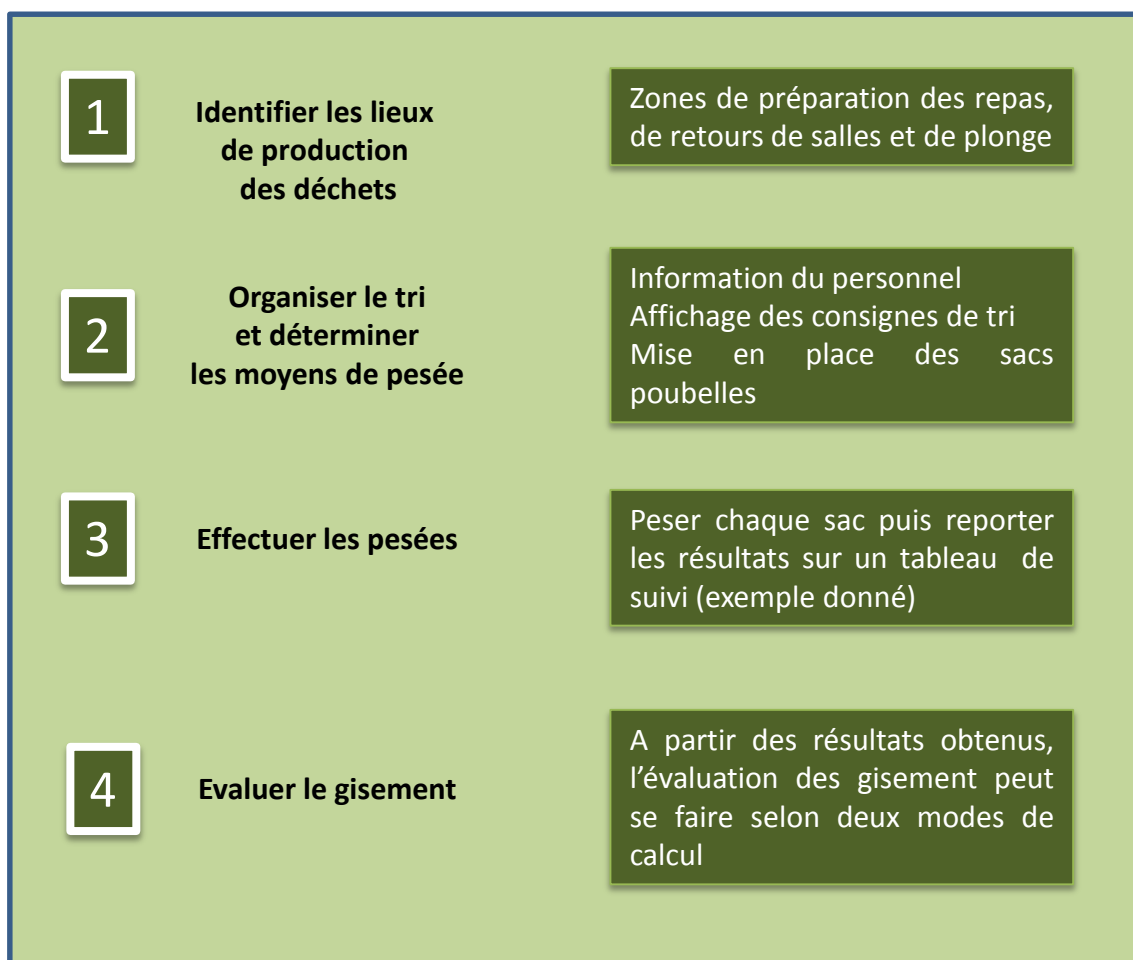 1
Identifier les lieux
de production
des déchets
Zones de préparation des repas,
de retours de salles et de plonge
2
Organiser le tri
et déterminer
les moyens de pesée
Information du personnel
Affichage des consignes de tri
Mise en place des sacs
poubelles
3
Effectuer les pesées
Peser chaque sac puis reporter
les résultats sur un tableau de
suivi (exemple donné)
4
Evaluer le gisement
A partir des résultats obtenus,
l’évaluation des gisement peut
se faire selon deux modes de
calcul